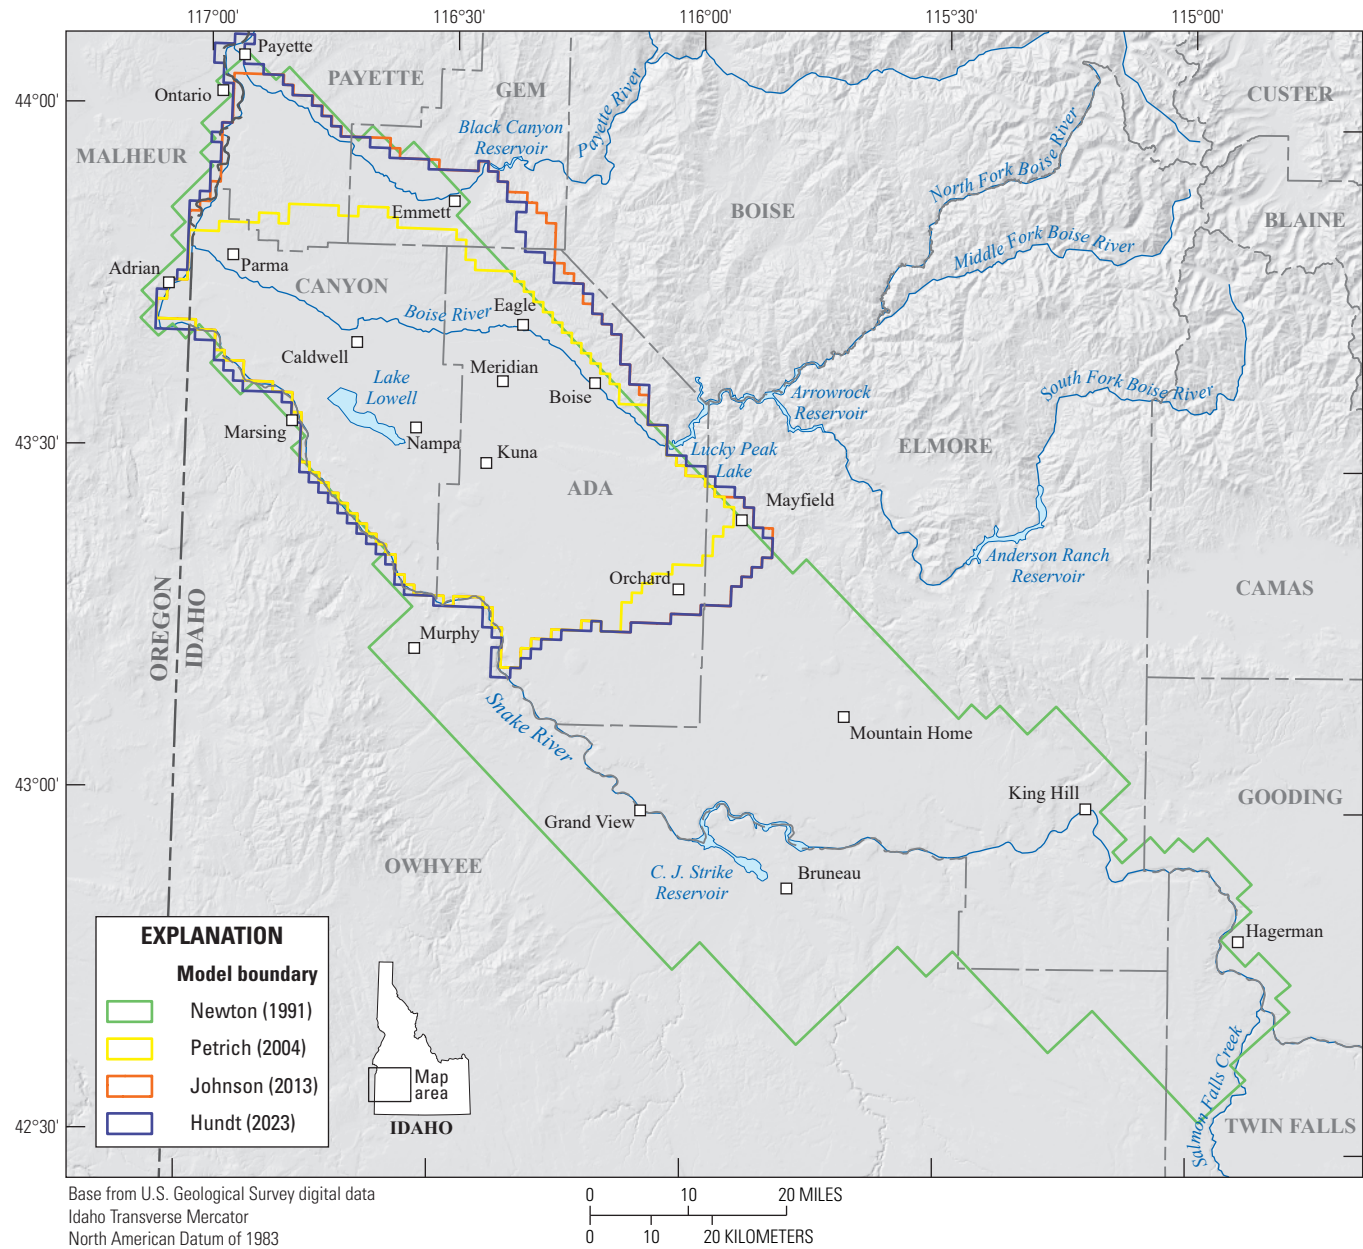 117°00'
116°30'
116°00'
115°30'
115°00'
44°00'
43°30'
43°00'
42°30'
Payette
PAYETTE
Ontario
GEM
Black Canyon
Reservoir
Payette River
CUSTER
MALHEUR
North Fork Boise River
Emmett
BOISE
BLAINE
Middle Fork Boise River
Parma
Adrian
CANYON
Eagle
Boise River
Caldwell
Meridian
Lake
Lowell
Boise
Arrowrock
Reservoir
South Fork Boise River
Marsing
Nampa
Kuna
Lucky Peak
Lake
ELMORE
ADA
Mayfield
Anderson Ranch
Reservoir
Orchard
CAMAS
OREGON
IDAHO
Murphy
Snake River
Mountain Home
King Hill
GOODING
Grand View
OWHYEE
C. J. Strike
Reservoir
Bruneau
Hagerman
Salmon Falls Creek
TWIN FALLS
EXPLANATION
Model boundary
Newton (1991)
Petrich (2004)
Johnson (2013)
Hundt (2023)
Map
area
IDAHO
Base from U.S. Geological Survey digital data
Idaho Transverse Mercator
North American Datum of 1983
0 10 20 MILES
0 10 20 KILOMETERS